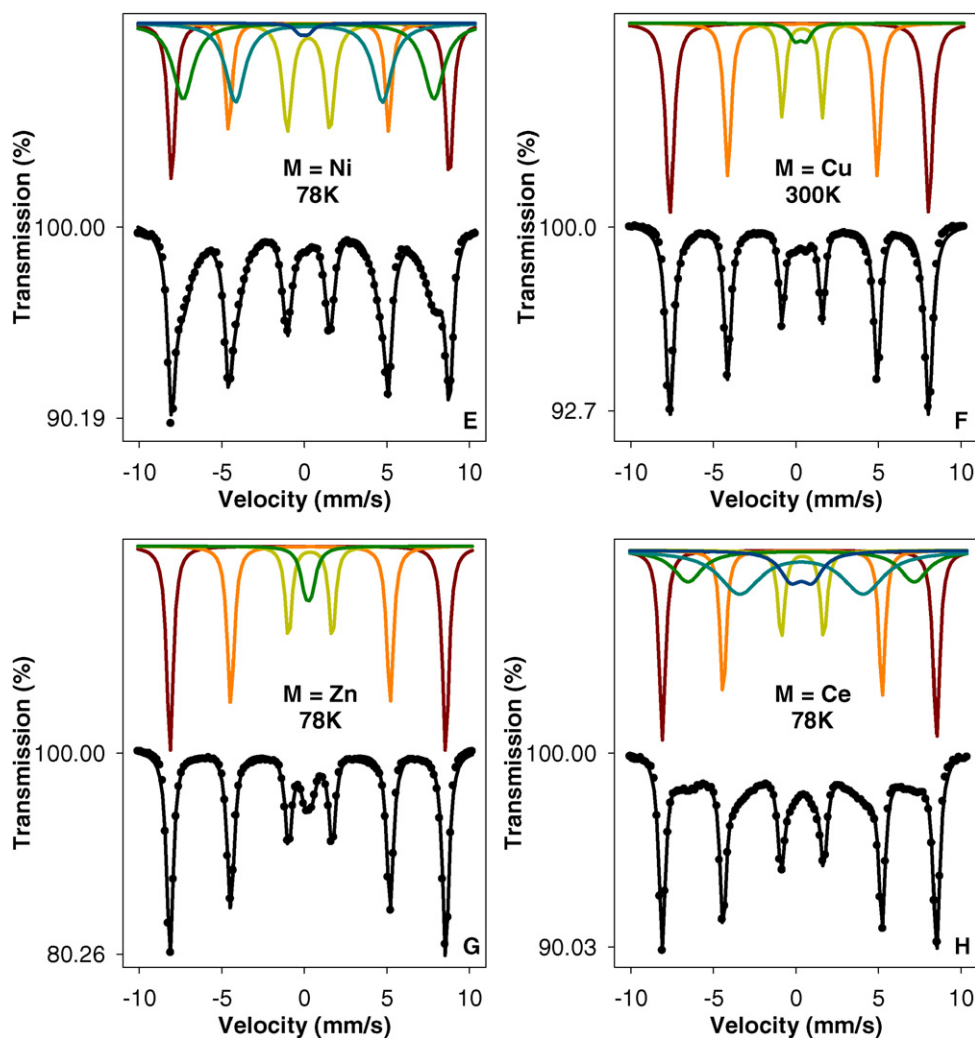 Transmission (%)
M = Ni
78K
100.00
90.19
E
-10 -5 0 5 10
Velocity (mm/s)
Transmission (%)
M = Cu
300K
100.0
92.7
F
-10 -5 0 5 10
Velocity (mm/s)
Transmission (%)
M = Zn
78K
100.00
80.26
G
-10 -5 0 5 10
Velocity (mm/s)
Transmission (%)
M = Ce
78K
100.00
90.03
H
-10 -5 0 5 10
Velocity (mm/s)